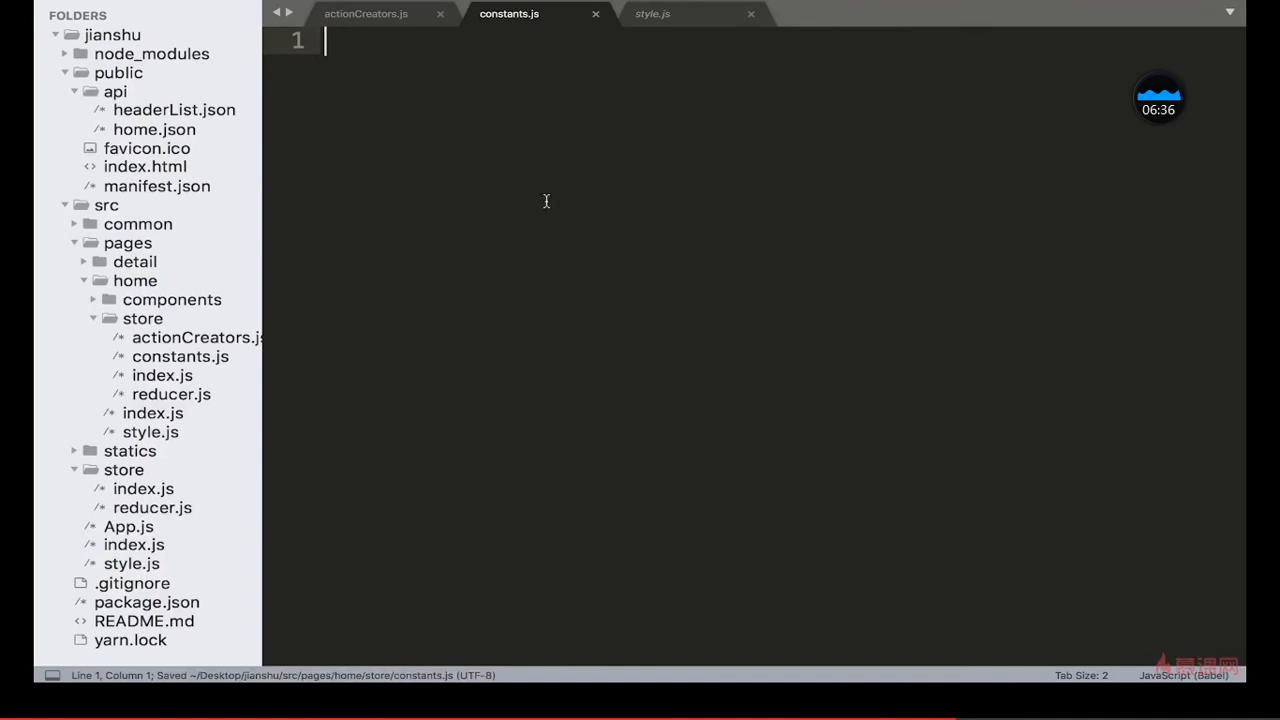 FOLDERS
jianshu
node_modules
public
api
headerList.json
home.json
favicon.ico
index.html
manifest.json
src
common
pages
detail
home
components
store
actionCreators.js
constants.js
index.js
reducer.js
index.js
style.js
statics
store
index.js
reducer.js
App.js
index.js
style.js
.gitignore
package.json
README.md
yarn.lock
actionCreators.js
constants.js
style.js
1
06:36
慕课网
Line 1, Column 1; Saved ~/Desktop/jianshu/src/pages/home/store/constants.js (UTF-8)
Tab Size: 2
JavaScript (Babel)